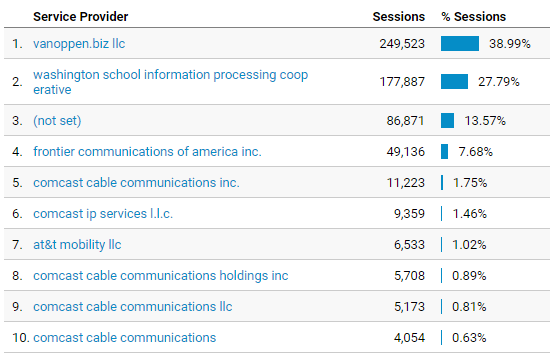 Service Provider Sessions % Sessions
1. vanoppen.biz llc 249,523 38.99%
washington school information processing coop
2. 177,887 27.79%
erative
3. (not set) 86,871 13.57%
4. frontier communications of america inc. 49,136 7.68%
5. comcast cable communications inc. 11,223 1.75%
6. comcast ip services l.l.c. 9,359 1.46%
7. at&t mobility llc 6,533 1.02%
8. comcast cable communications holdings inc 5,708 0.89%
9. comcast cable communications llc 5,173 0.81%
10. comcast cable communications 4,054 0.63%